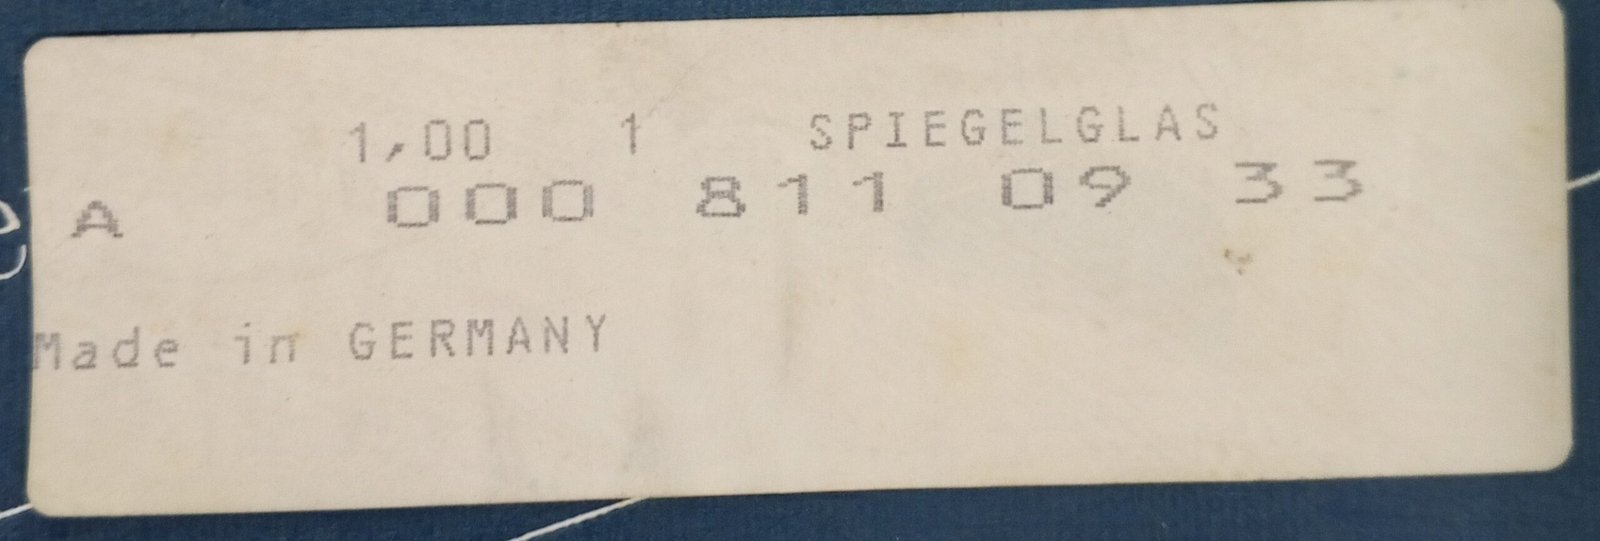 1,00 1 SPIEGELGLAS
A 000 811 09 33
Made in GERMANY